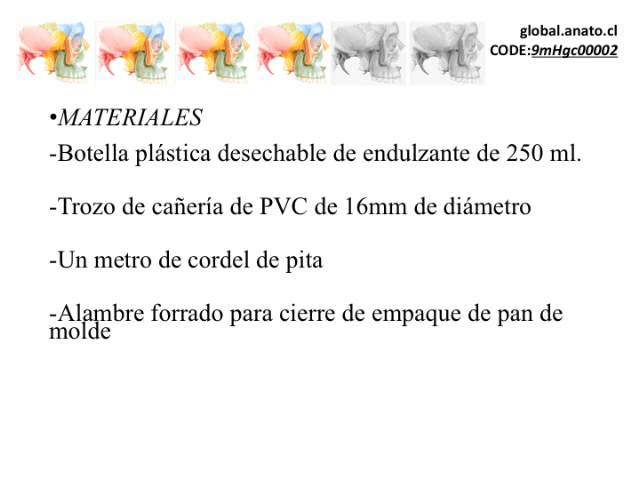 global.anato.cl
CODE:9mHgc00002
•MATERIALES
-Botella plástica desechable de endulzante de 250 ml.
-Trozo de cañería de PVC de 16mm de diámetro
-Un metro de cordel de pita
-Alambre forrado para cierre de empaque de pan de
molde